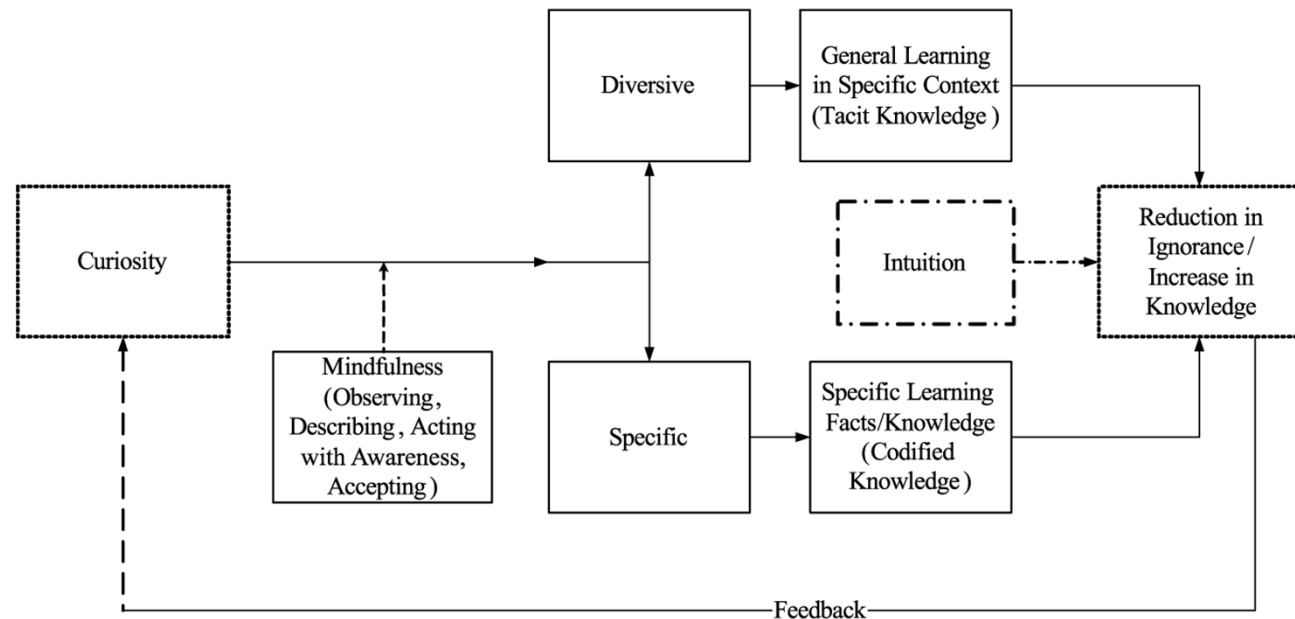 Diversive
General Learning
in Specific Context
(Tacit Knowledge )
Curiosity
Intuition
Reduction in
Ignorance /
Increase in
Knowledge
Mindfulness
(Observing ,
Describing , Acting
with Awareness,
Accepting )
Specific
Specific Learning
Facts/Knowledge
(Codified
Knowledge )
Feedback